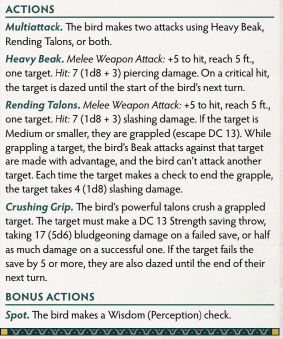 ACTIONS
Multiattack. The bird makes two attacks using Heavy Beak,
Rending Talons, or both.
Heavy Beak. Melee Weapon Attack: +5 to hit, reach 5 ft.,
one target. Hit: 7 (1d8 + 3) piercing damage. On a critical hit,
the target is dazed until the start of the bird's next turn.
Rending Talons. Melee Weapon Attack: +5 to hit, reach 5 ft.,
one target. Hit: 7 (1d8 + 3) slashing damage. If the target is
Medium or smaller, they are grappled (escape DC 13). While
grappling a target, the bird's Beak attacks against that target
are made with advantage, and the bird can't attack another
target. Each time the target makes a check to end the grapple,
the target takes 4 (1d8) slashing damage.
Crushing Grip. The bird's powerful talons crush a grappled
target. The target must make a DC 13 Strength saving throw,
taking 17 (5d6) bludgeoning damage on a failed save, or half
as much damage on a successful one. If the target fails the
save by 5 or more, they are also dazed until the end of their
next turn.
BONUS ACTIONS
Spot. The bird makes a Wisdom (Perception) check.